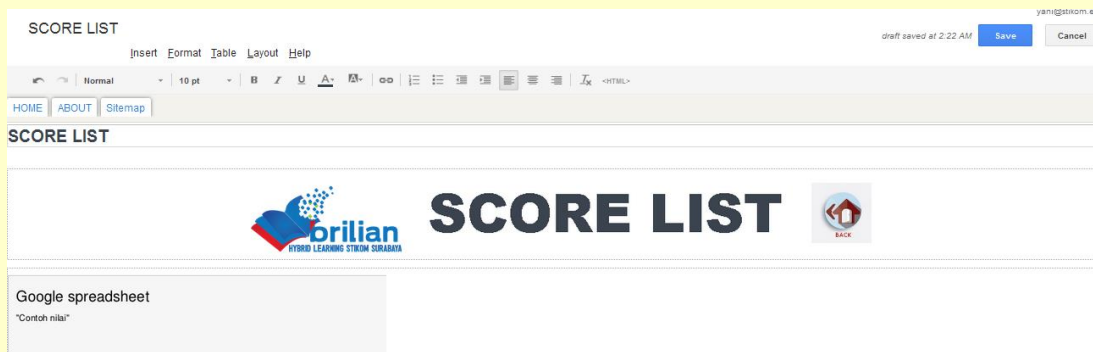 yani@stikom.e
SCORE LIST
draft saved at 2:22 AM Save Cancel
Insert Format Table Layout Help
Normal 10 pt B I U A A <HTML>
HOME ABOUT Sitemap
SCORE LIST
SCORE LIST
brilian
HYBRID LEARNING STIKOM SURABAYA
BACK
Google spreadsheet
"Contoh nilai"